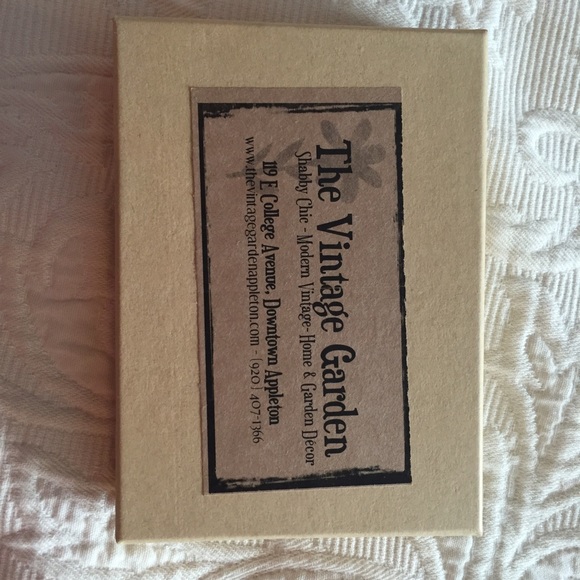 The Vintage Garden
Shabby Chic - Modern Vintage- Home & Garden Décor
119 E College Avenue, Downtown Appleton
www.thevintagegardenappleton.com - [920] 407-1366